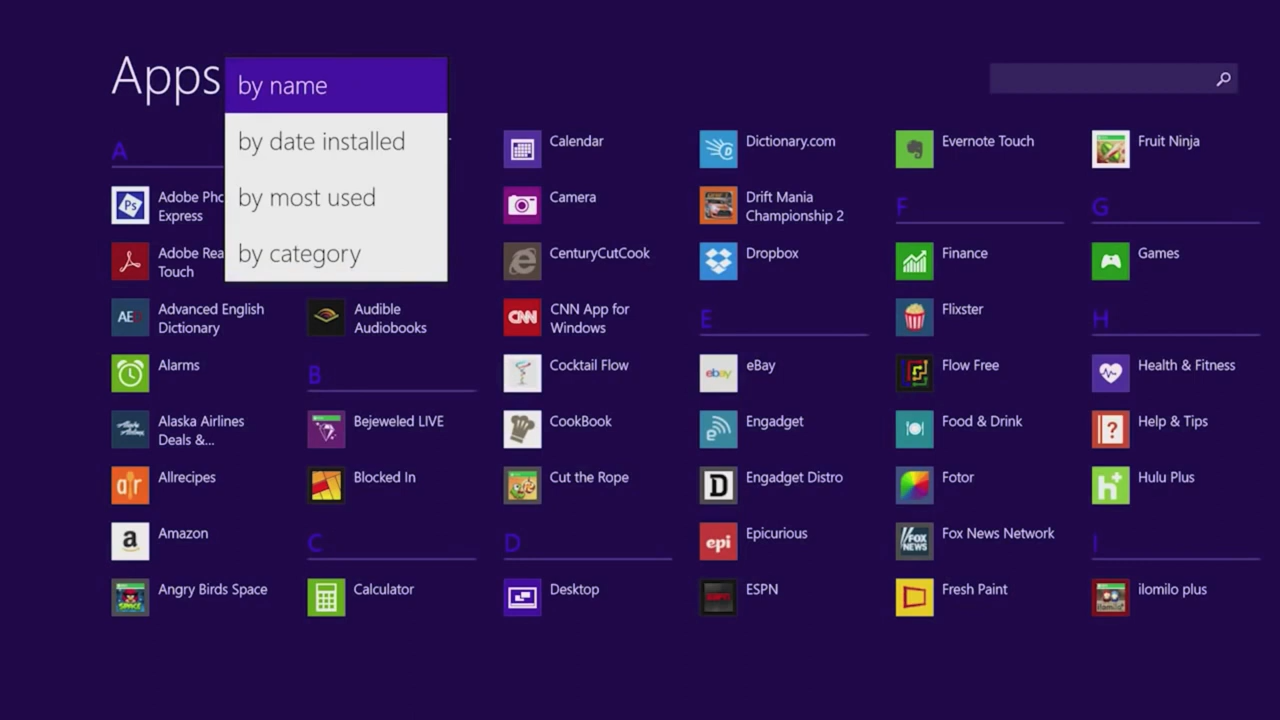 Apps
by name
by date installed
by most used
by category
A
Adobe Pho
Express
Adobe Rea
Touch
Advanced English
Dictionary
Alarms
Alaska Airlines
Deals &...
Allrecipes
Amazon
Angry Birds Space
Audible
Audiobooks
B
Bejeweled LIVE
Blocked In
C
Calculator
Calendar
Camera
CenturyCutCook
CNN App for
Windows
Cocktail Flow
CookBook
Cut the Rope
D
Desktop
Dictionary.com
Drift Mania
Championship 2
Dropbox
E
eBay
Engadget
Engadget Distro
Epicurious
ESPN
Evernote Touch
F
Finance
Flixster
Flow Free
Food & Drink
Fotor
Fox News Network
Fresh Paint
Fruit Ninja
G
Games
H
Health & Fitness
Help & Tips
Hulu Plus
I
ilomilo plus